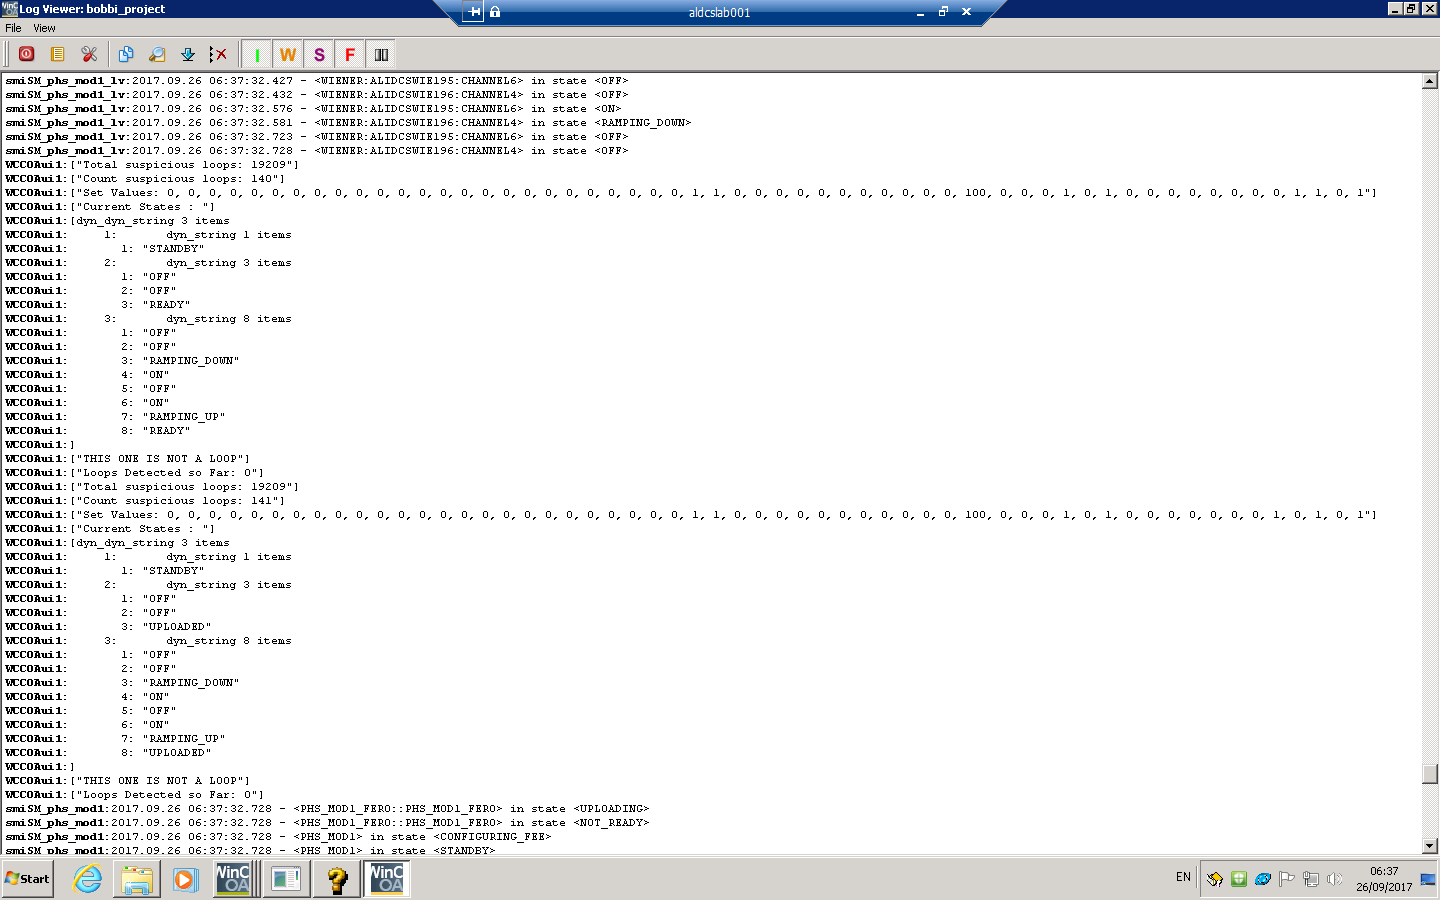 Log Viewer: bobbi_project
aldcslab001
File View
I W S F
smiSM_phs_mod1_lv:2017.09.26 06:37:32.427 - <WIENER:ALIDCSWIE195:CHANNEL6> in state <OFF>
smiSM_phs_mod1_lv:2017.09.26 06:37:32.432 - <WIENER:ALIDCSWIE196:CHANNEL4> in state <OFF>
smiSM_phs_mod1_lv:2017.09.26 06:37:32.576 - <WIENER:ALIDCSWIE195:CHANNEL6> in state <ON>
smiSM_phs_mod1_lv:2017.09.26 06:37:32.581 - <WIENER:ALIDCSWIE196:CHANNEL4> in state <RAMPING_DOWN>
smiSM_phs_mod1_lv:2017.09.26 06:37:32.723 - <WIENER:ALIDCSWIE195:CHANNEL6> in state <OFF>
smiSM_phs_mod1_lv:2017.09.26 06:37:32.728 - <WIENER:ALIDCSWIE196:CHANNEL4> in state <OFF>
WCCOAui1:["Total suspicious loops: 19209"]
WCCOAui1:["Count suspicious loops: 140"]
WCCOAui1:["Set Values: 0, 0, 0, 0, 0, 0, 0, 0, 0, 0, 0, 0, 0, 0, 0, 0, 0, 0, 0, 0, 0, 0, 0, 0, 0, 1, 1, 0, 0, 0, 0, 0, 0, 0, 0, 0, 0, 0, 100, 0, 0, 0, 1, 0, 1, 0, 0, 0, 0, 0, 0, 0, 0, 1, 1, 0, 1"]
WCCOAui1:["Current States : "]
WCCOAui1:[dyn_dyn_string 3 items
WCCOAui1: 1: dyn_string 1 items
WCCOAui1: 1: "STANDBY"
WCCOAui1: 2: dyn_string 3 items
WCCOAui1: 1: "OFF"
WCCOAui1: 2: "OFF"
WCCOAui1: 3: "READY"
WCCOAui1: 3: dyn_string 8 items
WCCOAui1: 1: "OFF"
WCCOAui1: 2: "OFF"
WCCOAui1: 3: "RAMPING_DOWN"
WCCOAui1: 4: "ON"
WCCOAui1: 5: "OFF"
WCCOAui1: 6: "ON"
WCCOAui1: 7: "RAMPING_UP"
WCCOAui1: 8: "READY"
WCCOAui1:]
WCCOAui1:["THIS ONE IS NOT A LOOP"]
WCCOAui1:["Loops Detected so Far: 0"]
WCCOAui1:["Total suspicious loops: 19209"]
WCCOAui1:["Count suspicious loops: 141"]
WCCOAui1:["Set Values: 0, 0, 0, 0, 0, 0, 0, 0, 0, 0, 0, 0, 0, 0, 0, 0, 0, 0, 0, 0, 0, 0, 0, 0, 0, 1, 1, 0, 0, 0, 0, 0, 0, 0, 0, 0, 0, 0, 100, 0, 0, 0, 1, 0, 1, 0, 0, 0, 0, 0, 0, 0, 1, 0, 1, 0, 1"]
WCCOAui1:["Current States : "]
WCCOAui1:[dyn_dyn_string 3 items
WCCOAui1: 1: dyn_string 1 items
WCCOAui1: 1: "STANDBY"
WCCOAui1: 2: dyn_string 3 items
WCCOAui1: 1: "OFF"
WCCOAui1: 2: "OFF"
WCCOAui1: 3: "UPLOADED"
WCCOAui1: 3: dyn_string 8 items
WCCOAui1: 1: "OFF"
WCCOAui1: 2: "OFF"
WCCOAui1: 3: "RAMPING_DOWN"
WCCOAui1: 4: "ON"
WCCOAui1: 5: "OFF"
WCCOAui1: 6: "ON"
WCCOAui1: 7: "RAMPING_UP"
WCCOAui1: 8: "UPLOADED"
WCCOAui1:]
WCCOAui1:["THIS ONE IS NOT A LOOP"]
WCCOAui1:["Loops Detected so Far: 0"]
smiSM_phs_mod1:2017.09.26 06:37:32.728 - <PHS_MOD1_FERO::PHS_MOD1_FERO> in state <UPLOADING>
smiSM_phs_mod1:2017.09.26 06:37:32.728 - <PHS_MOD1_FERO::PHS_MOD1_FERO> in state <NOT_READY>
smiSM_phs_mod1:2017.09.26 06:37:32.728 - <PHS_MOD1> in state <CONFIGURING_FEE>
smiSM_phs_mod1:2017.09.26 06:37:32.728 - <PHS_MOD1> in state <STANDBY>
Start
WinC OA
WinC OA
EN
06:37
26/09/2017